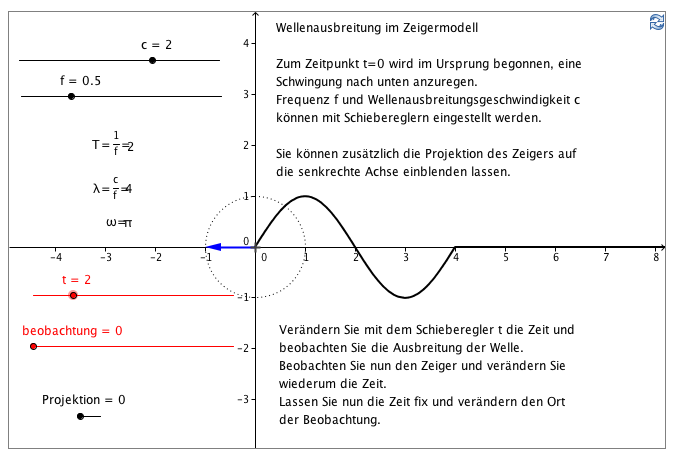 Wellenausbreitung im Zeigermodell
Zum Zeitpunkt t=0 wird im Ursprung begonnen, eine
Schwingung nach unten anzuregen.
Frequenz f und Wellenausbreitungsgeschwindigkeit c
können mit Schiebereglern eingestellt werden.
Sie können zusätzlich die Projektion des Zeigers auf
die senkrechte Achse einblenden lassen.
c = 2
f = 0.5
T = 1/f = 2
λ = c/f = 4
ω = π
4
3
2
1
0
−1
−2
−3
−4 −3 −2 −1 0 1 2 3 4 5 6 7 8
t = 2
beobachtung = 0
Projektion = 0
Verändern Sie mit dem Schieberegler t die Zeit und
beobachten Sie die Ausbreitung der Welle.
Beobachten Sie nun den Zeiger und verändern Sie
wiederum die Zeit.
Lassen Sie nun die Zeit fix und verändern den Ort
der Beobachtung.